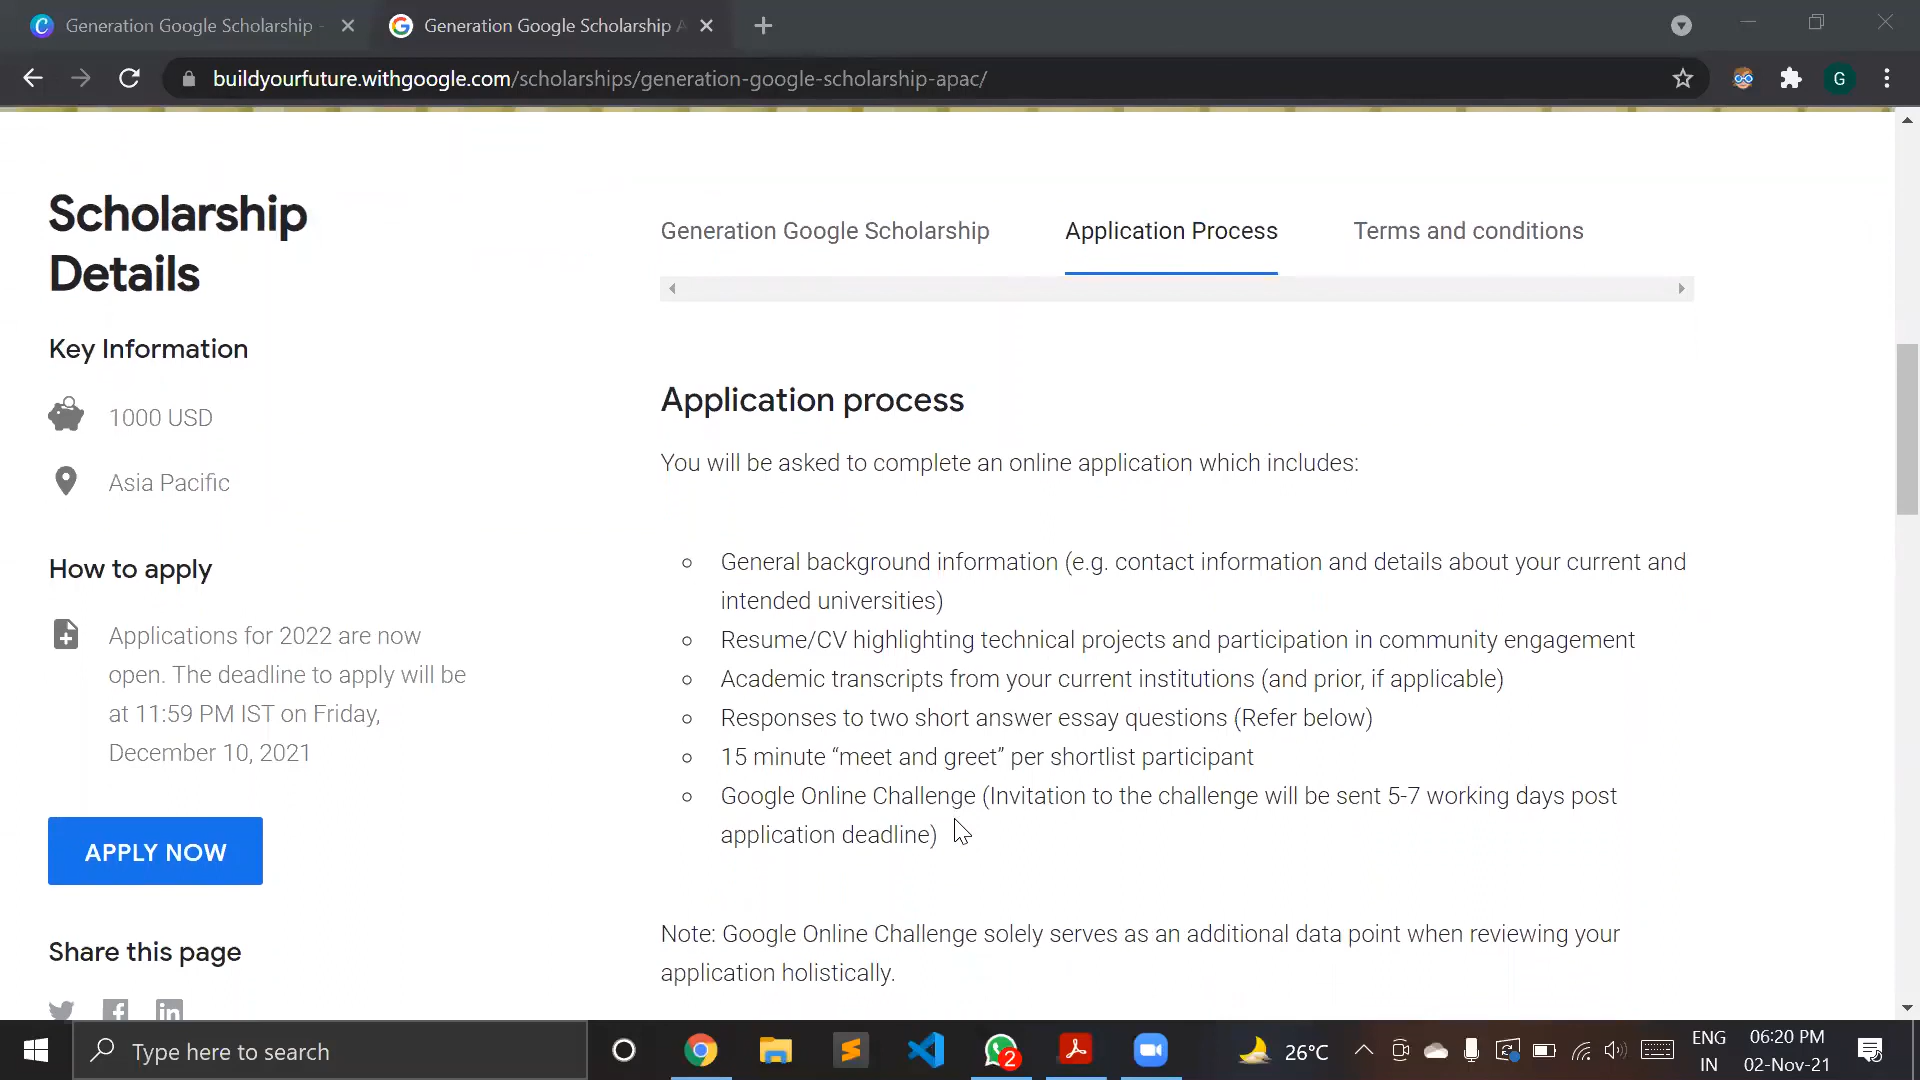 Generation Google Scholarship -
Generation Google Scholarship A
buildyourfuture.withgoogle.com/scholarships/generation-google-scholarship-apac/
G
Scholarship
Details
Key Information
1000 USD
Asia Pacific
How to apply
Applications for 2022 are now
open. The deadline to apply will be
at 11:59 PM IST on Friday,
December 10, 2021
APPLY NOW
Share this page
Generation Google Scholarship
Application Process
Terms and conditions
Application process
You will be asked to complete an online application which includes:
General background information (e.g. contact information and details about your current and
intended universities)
Resume/CV highlighting technical projects and participation in community engagement
Academic transcripts from your current institutions (and prior, if applicable)
Responses to two short answer essay questions (Refer below)
15 minute “meet and greet” per shortlist participant
Google Online Challenge (Invitation to the challenge will be sent 5-7 working days post
application deadline)
Note: Google Online Challenge solely serves as an additional data point when reviewing your
application holistically.
Type here to search
2
26°C
ENG
IN
06:20 PM
02-Nov-21